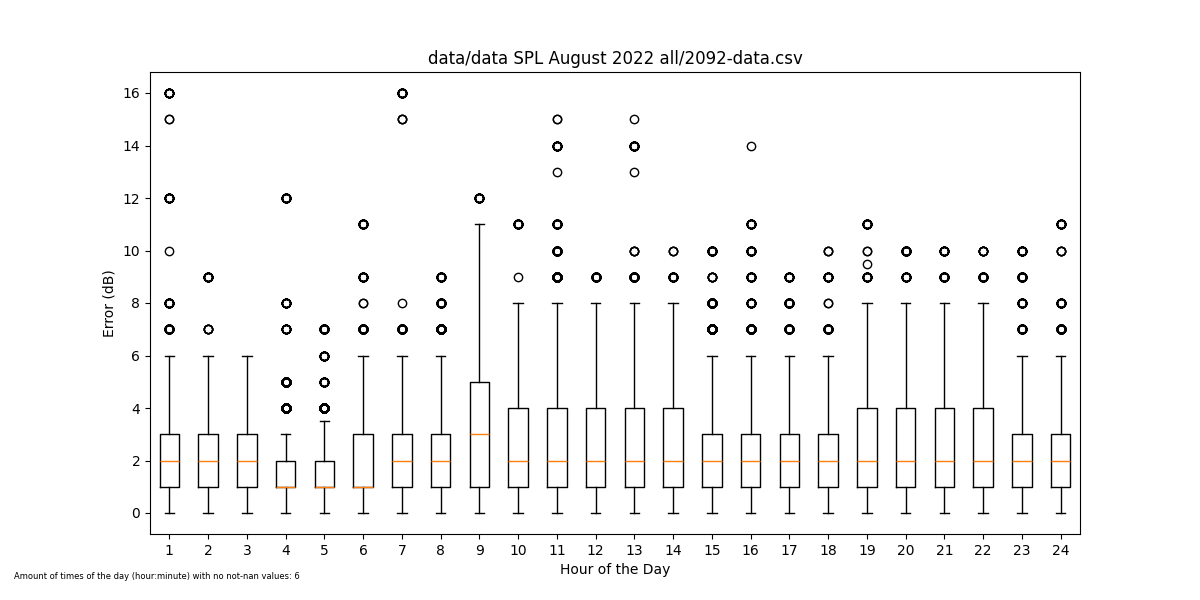 data/data SPL August 2022 all/2092-data.csv
Error (dB)
16
14
12
10
8
6
4
2
0
1 2 3 4 5 6 7 8 9 10 11 12 13 14 15 16 17 18 19 20 21 22 23 24
Hour of the Day
Amount of times of the day (hour:minute) with no not-nan values: 6